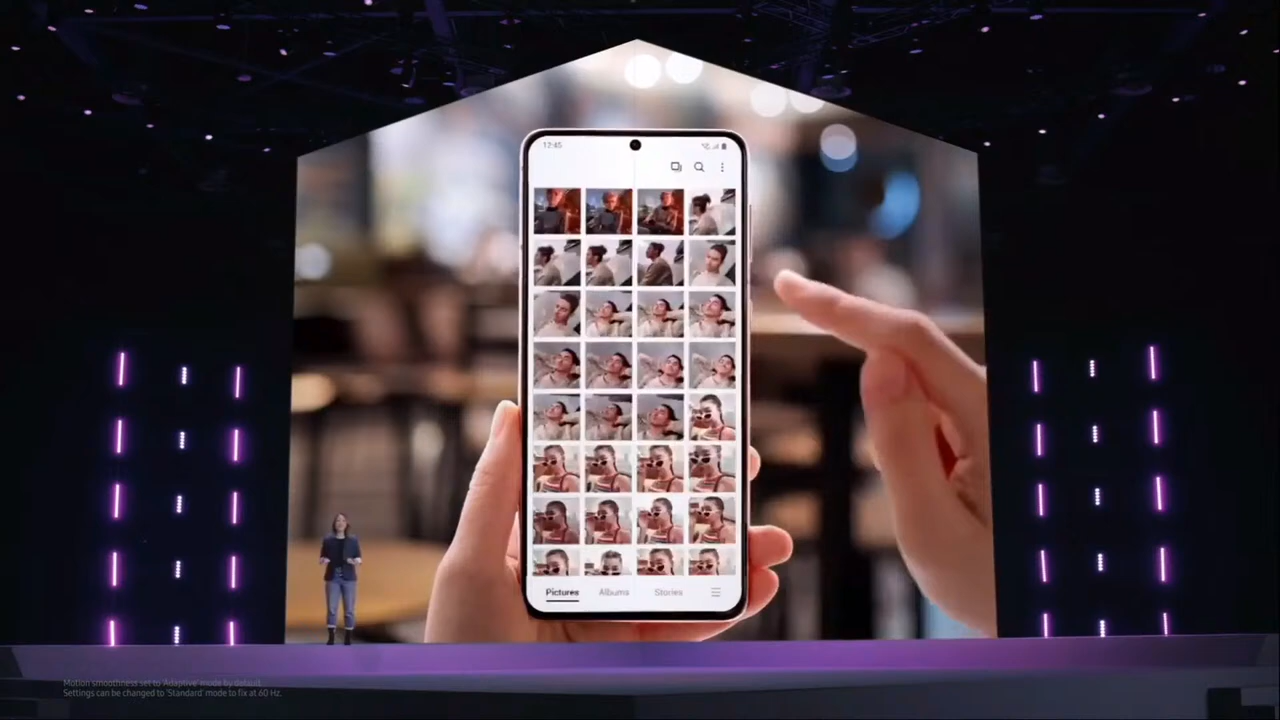 12:45
Pictures Albums Stories
Motion smoothness set to 'Adaptive' mode by default.
Settings can be changed to 'Standard' mode to fix at 60 Hz.